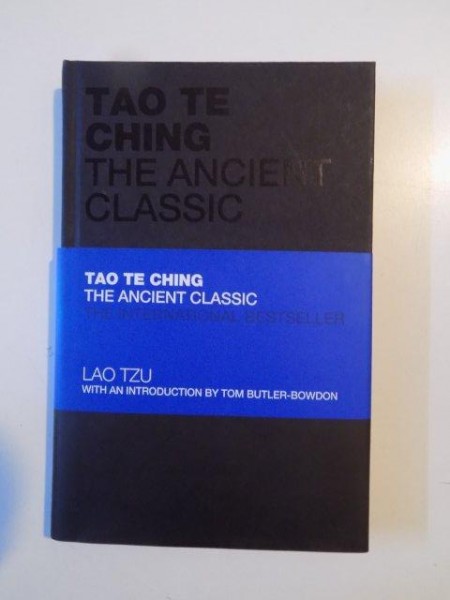 TAO TE
CHING
THE ANCIENT
CLASSIC
TAO TE CHING
THE ANCIENT CLASSIC
THE INTERNATIONAL BESTSELLER
LAO TZU
WITH AN INTRODUCTION BY TOM BUTLER-BOWDON